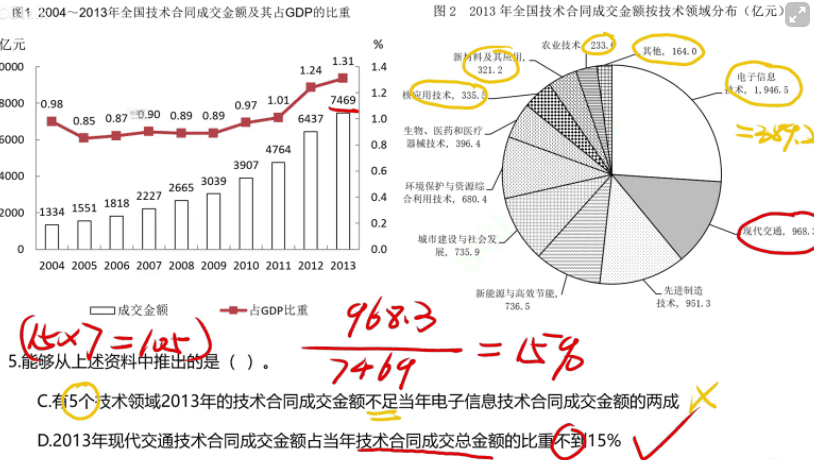 图1 2004～2013年全国技术合同成交金额及其占GDP的比重
亿元
%
0000
8000
6000
4000
2000
0
1.4
1.2
1.0
0.8
0.6
0.4
0.2
0.0
0.98
0.85
0.87
0.90
0.89
0.89
0.97
1.01
1.24
1.31
1334
1551
1818
2227
2665
3039
3907
4764
6437
7469
2004 2005 2006 2007 2008 2009 2010 2011 2012 2013
成交金额 占GDP比重
图 2 2013 年全国技术合同成交金额按技术领域分布（亿元）
农业技术, 233.
其他, 164.0
新材料及其应用,
321.2
核应用技术, 335.5
生物、医药和医疗
器械技术, 396.4
环境保护与资源综
合利用技术, 680.4
城市建设与社会发
展, 735.9
新能源与高效节能,
736.5
先进制造
技术, 951.3
现代交通, 968.3
电子信息
技术, 1,946.5
=389.2
(15×7=105)
968.3
7469
=15%
5.能够从上述资料中推出的是（ ）。
C.有5个技术领域2013年的技术合同成交金额不足当年电子信息技术合同成交金额的两成
D.2013年现代交通技术合同成交金额占当年技术合同成交总金额的比重不到15%